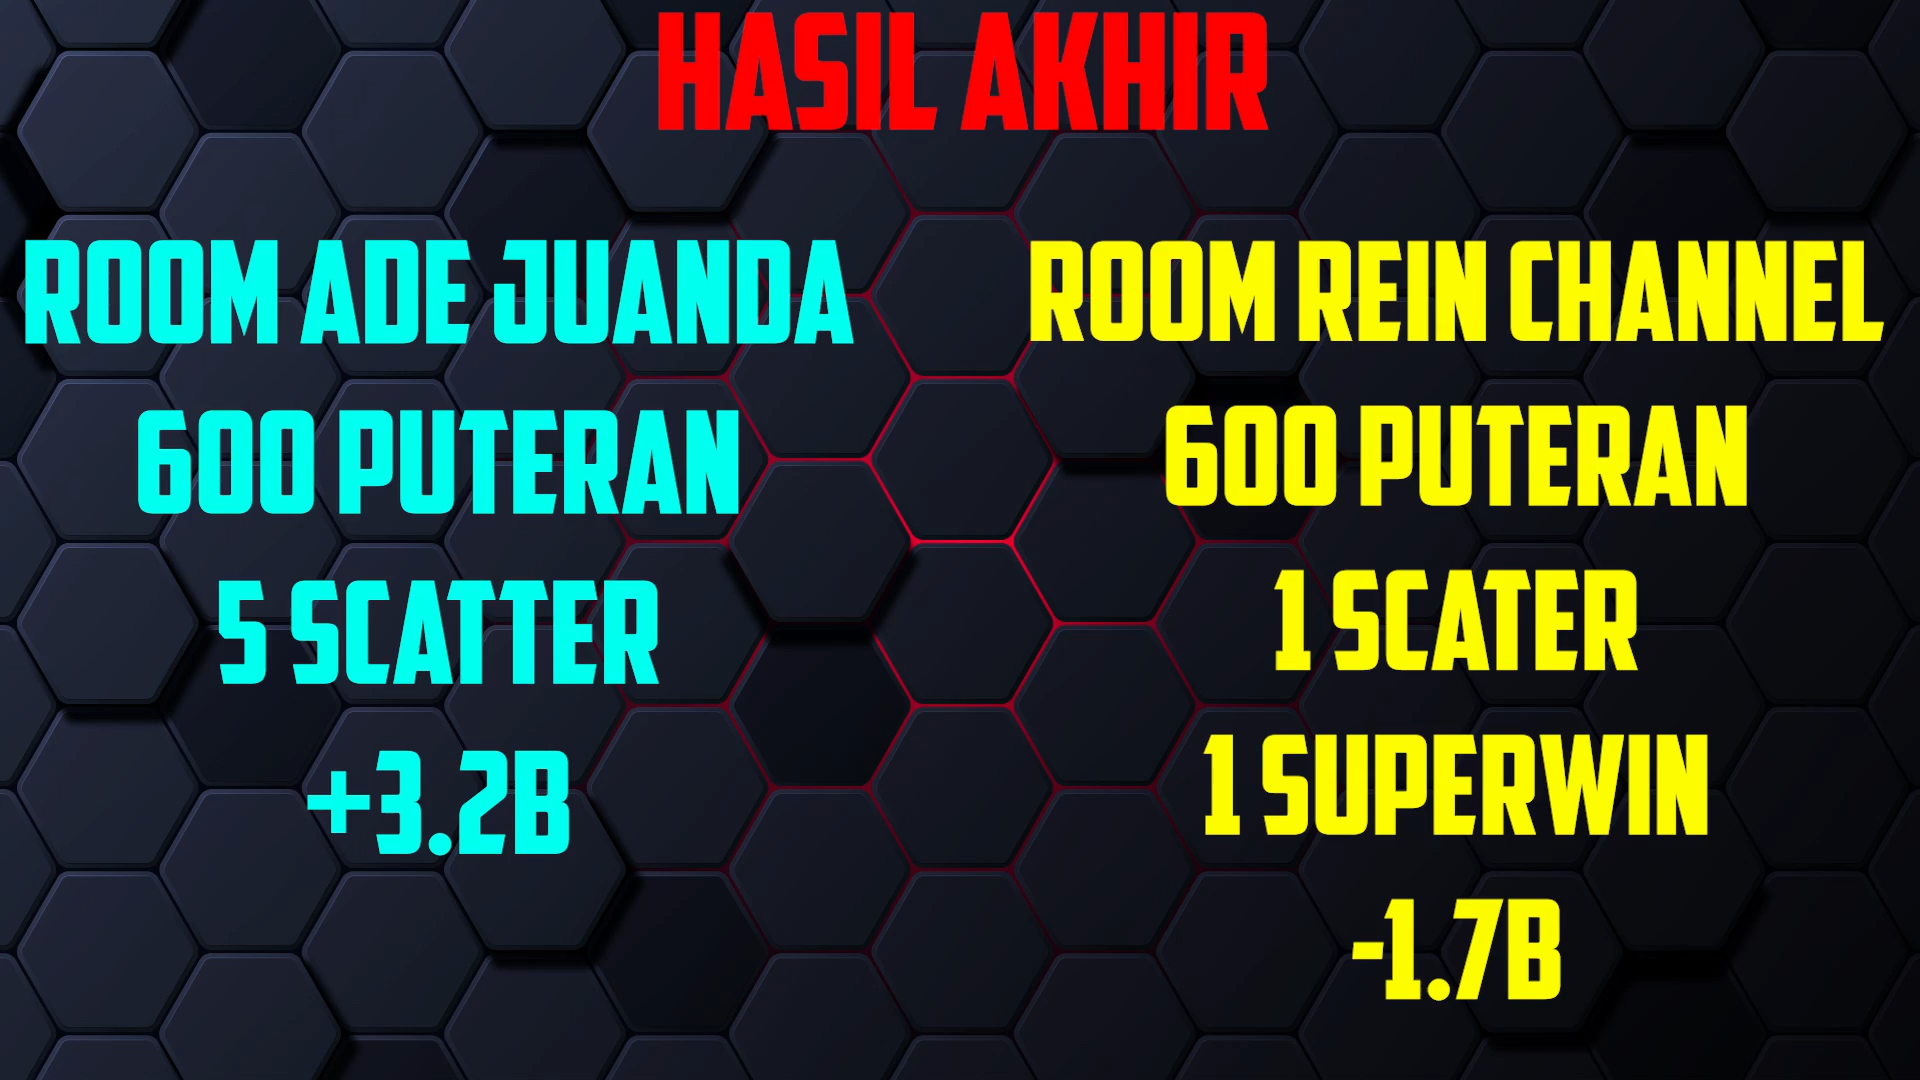 HASIL AKHIR
ROOM ADE JUANDA
600 PUTERAN
5 SCATTER
+3.2B
ROOM REIN CHANNEL
600 PUTERAN
1 SCATER
1 SUPERWIN
-1.7B